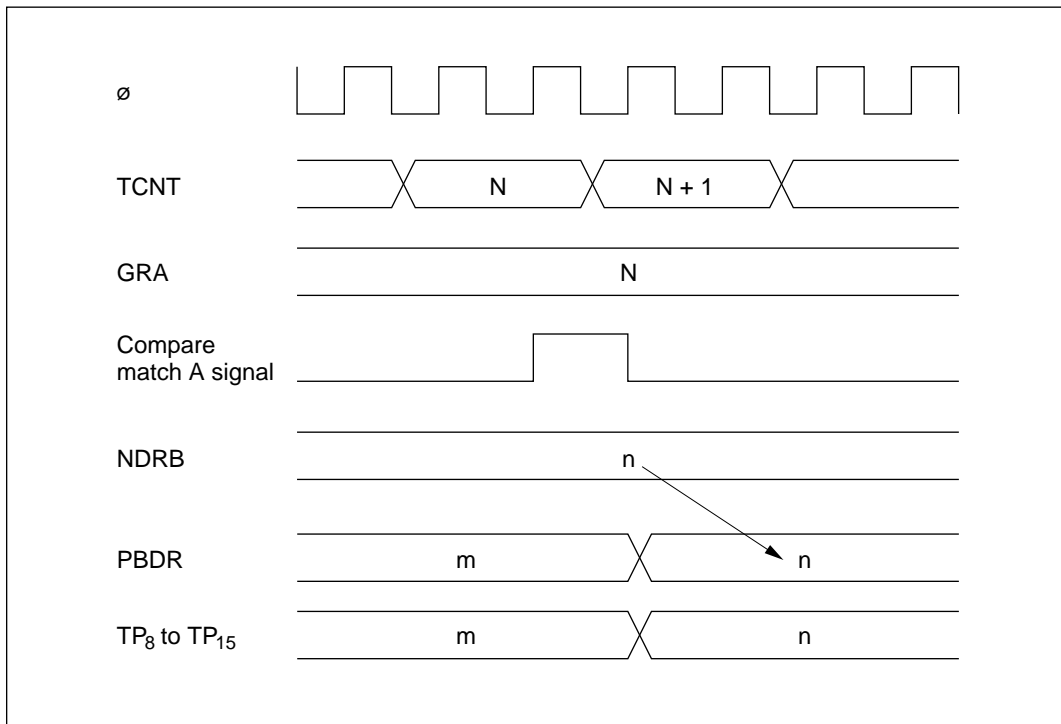 ø
TCNT N N + 1
GRA N
Compare
match A signal
NDRB n
PBDR m n
TP8 to TP15 m n